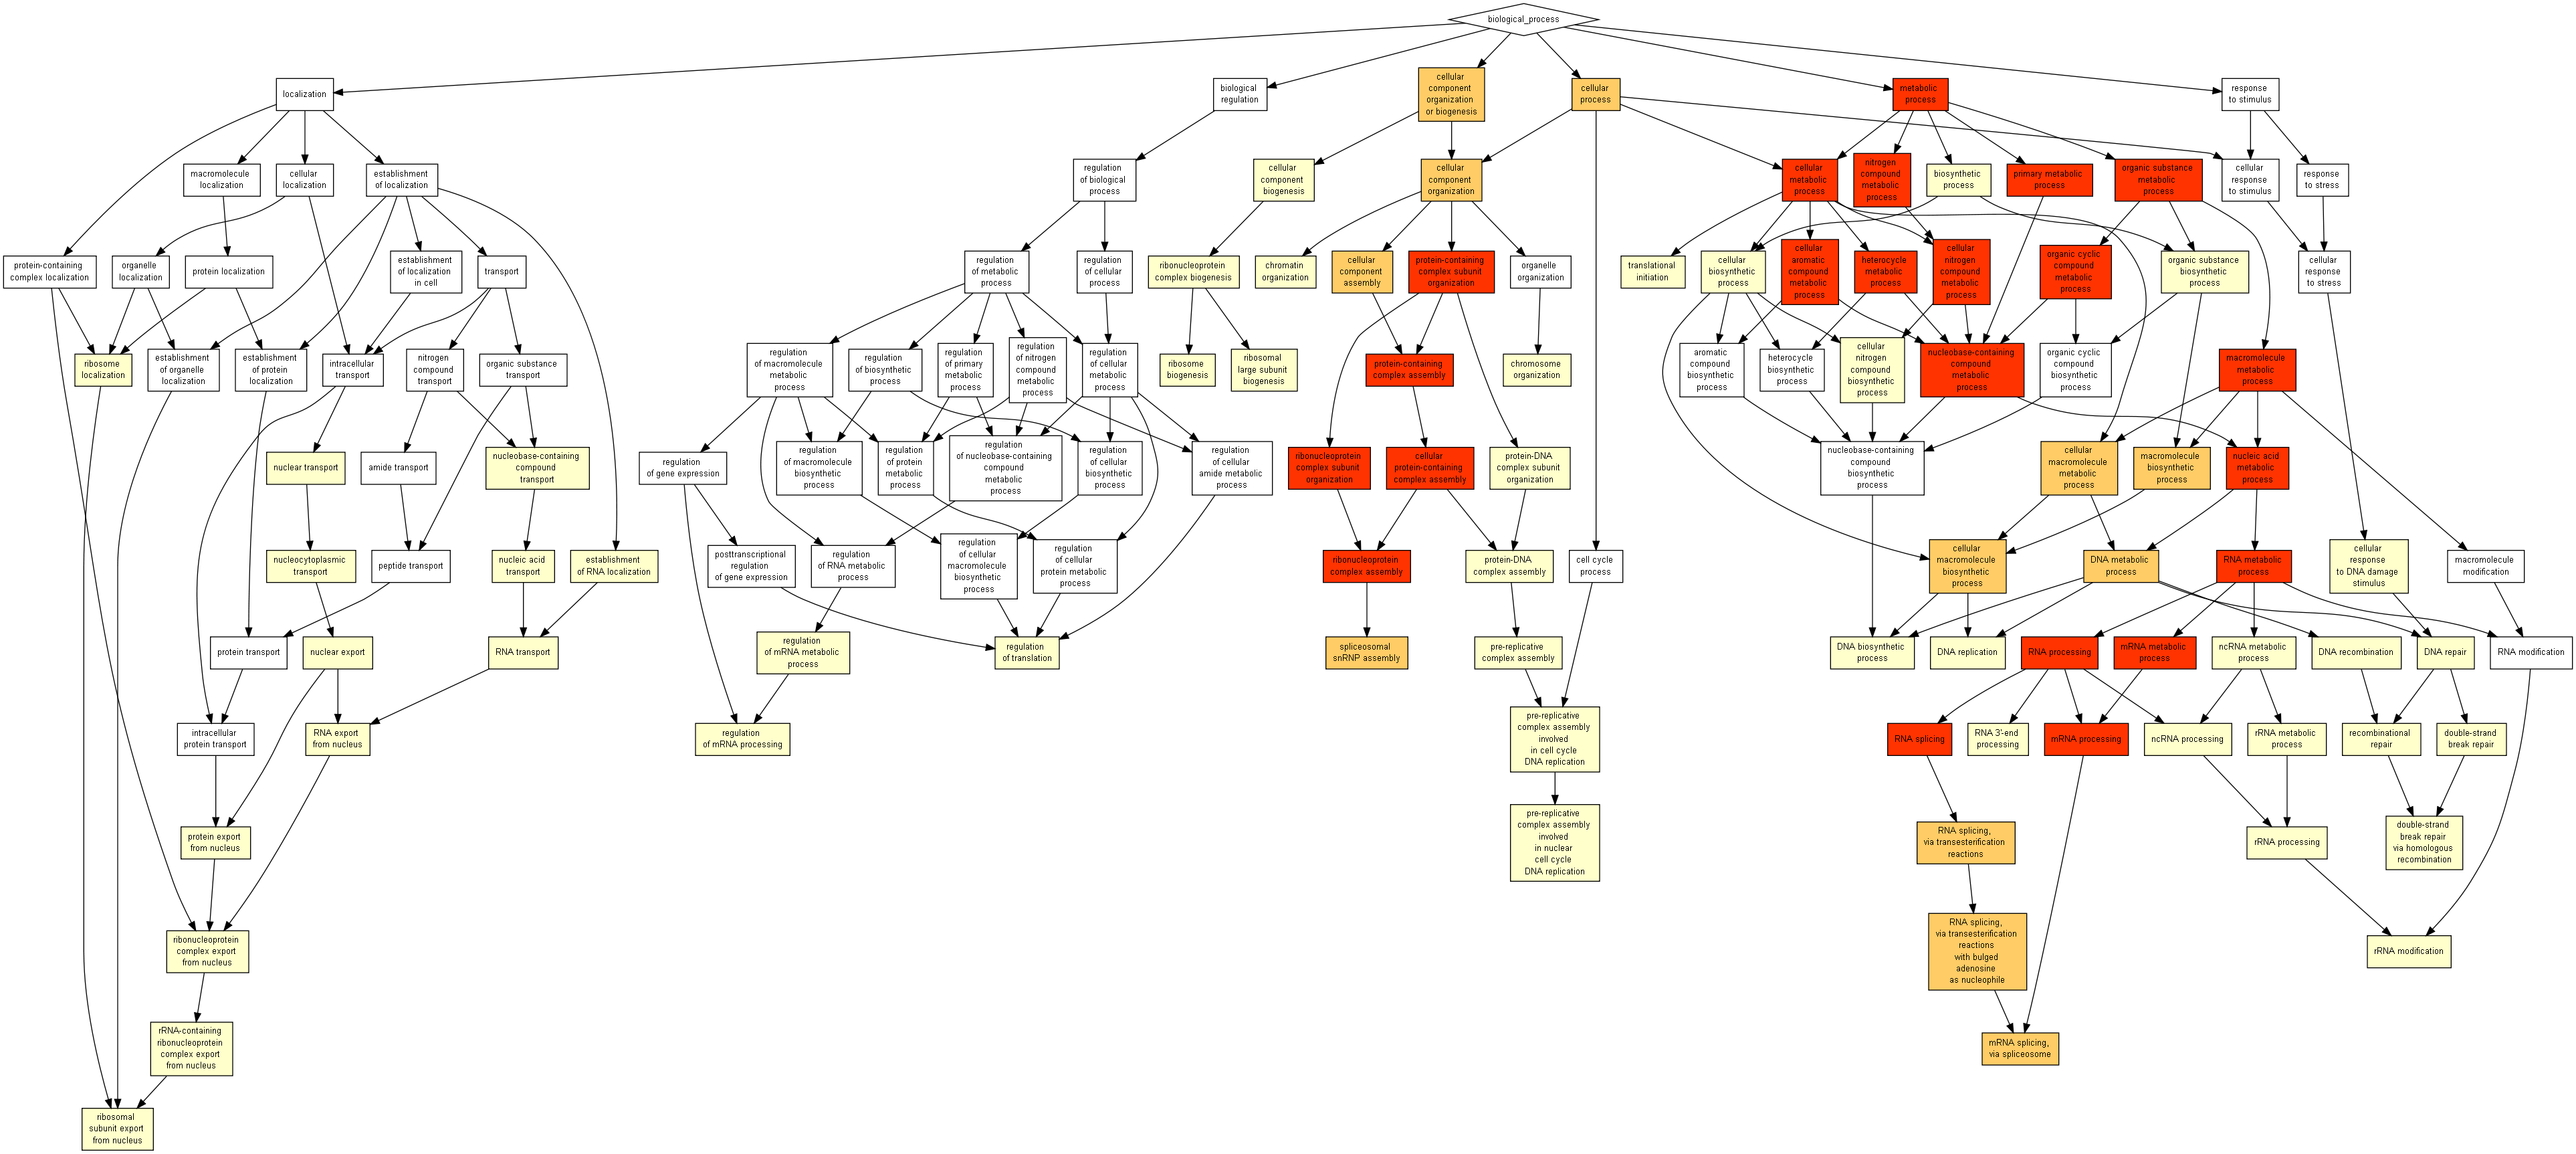 biological_process
localization
biological
regulation
cellular
component
organization
or biogenesis
cellular
process
metabolic
process
response
to stimulus
macromolecule
localization
cellular
localization
establishment
of localization
regulation
of biological
process
cellular
component
biogenesis
cellular
component
organization
cellular
metabolic
process
nitrogen
compound
metabolic
process
biosynthetic
process
primary metabolic
process
organic substance
metabolic
process
cellular
response
to stimulus
response
to stress
protein-containing
complex localization
organelle
localization
protein localization
establishment
of localization
in cell
transport
regulation
of metabolic
process
regulation
of cellular
process
ribonucleoprotein
complex biogenesis
chromatin
organization
cellular
component
assembly
protein-containing
complex subunit
organization
organelle
organization
translational
initiation
cellular
biosynthetic
process
cellular
aromatic
compound
metabolic
process
heterocycle
metabolic
process
cellular
nitrogen
compound
metabolic
process
organic cyclic
compound
metabolic
process
organic substance
biosynthetic
process
cellular
response
to stress
ribosome
localization
establishment
of organelle
localization
establishment
of protein
localization
intracellular
transport
nitrogen
compound
transport
organic substance
transport
regulation
of macromolecule
metabolic
process
regulation
of biosynthetic
process
regulation
of primary
metabolic
process
regulation
of nitrogen
compound
metabolic
process
regulation
of cellular
metabolic
process
ribosome
biogenesis
ribosomal
large subunit
biogenesis
protein-containing
complex assembly
chromosome
organization
aromatic
compound
biosynthetic
process
heterocycle
biosynthetic
process
cellular
nitrogen
compound
biosynthetic
process
nucleobase-containing
compound
metabolic
process
organic cyclic
compound
biosynthetic
process
macromolecule
metabolic
process
nuclear transport
amide transport
nucleobase-containing
compound
transport
regulation
of gene expression
regulation
of macromolecule
biosynthetic
process
regulation
of protein
metabolic
process
regulation
of nucleobase-containing
compound
metabolic
process
regulation
of cellular
biosynthetic
process
regulation
of cellular
amide metabolic
process
ribonucleoprotein
complex subunit
organization
cellular
protein-containing
complex assembly
protein-DNA
complex subunit
organization
nucleobase-containing
compound
biosynthetic
process
cellular
macromolecule
metabolic
process
macromolecule
biosynthetic
process
nucleic acid
metabolic
process
nucleocytoplasmic
transport
peptide transport
nucleic acid
transport
establishment
of RNA localization
posttranscriptional
regulation
of gene expression
regulation
of RNA metabolic
process
regulation
of cellular
macromolecule
biosynthetic
process
regulation
of cellular
protein metabolic
process
ribonucleoprotein
complex assembly
protein-DNA
complex assembly
cell cycle
process
cellular
macromolecule
biosynthetic
process
DNA metabolic
process
RNA metabolic
process
cellular
response
to DNA damage
stimulus
macromolecule
modification
protein transport
nuclear export
RNA transport
regulation
of mRNA metabolic
process
regulation
of translation
spliceosomal
snRNP assembly
pre-replicative
complex assembly
DNA biosynthetic
process
DNA replication
RNA processing
mRNA metabolic
process
ncRNA metabolic
process
DNA recombination
DNA repair
RNA modification
intracellular
protein transport
RNA export
from nucleus
regulation
of mRNA processing
pre-replicative
complex assembly
involved
in cell cycle
DNA replication
RNA splicing
RNA 3'-end
processing
mRNA processing
ncRNA processing
rRNA metabolic
process
recombinational
repair
double-strand
break repair
protein export
from nucleus
pre-replicative
complex assembly
involved
in nuclear
cell cycle
DNA replication
RNA splicing,
via transesterification
reactions
rRNA processing
double-strand
break repair
via homologous
recombination
ribonucleoprotein
complex export
from nucleus
RNA splicing,
via transesterification
reactions
with bulged
adenosine
as nucleophile
rRNA modification
rRNA-containing
ribonucleoprotein
complex export
from nucleus
mRNA splicing,
via spliceosome
ribosomal
subunit export
from nucleus